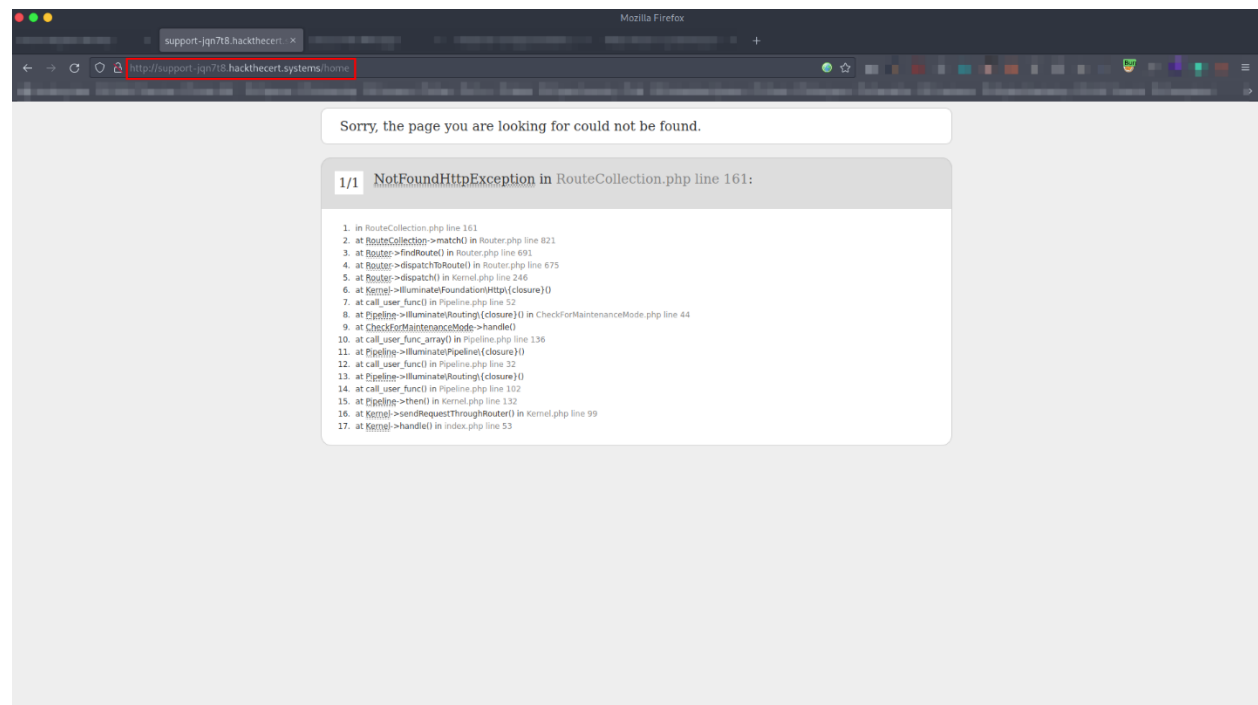 Mozilla Firefox
support-jqn7t8.hackthecert ×
+
http://support-jqn7t8.hackthecert.systems/home
Sorry, the page you are looking for could not be found.
1/1 NotFoundHttpException in RouteCollection.php line 161:
1. in RouteCollection.php line 161
2. at RouteCollection->match() in Router.php line 821
3. at Router->findRoute() in Router.php line 691
4. at Router->dispatchToRoute() in Router.php line 675
5. at Router->dispatch() in Kernel.php line 246
6. at Kernel->Illuminate\Foundation\Http\{closure}()
7. at call_user_func() in Pipeline.php line 52
8. at Pipeline->Illuminate\Routing\{closure}() in CheckForMaintenanceMode.php line 44
9. at CheckForMaintenanceMode->handle()
10. at call_user_func_array() in Pipeline.php line 136
11. at Pipeline->Illuminate\Pipeline\{closure}()
12. at call_user_func() in Pipeline.php line 32
13. at Pipeline->Illuminate\Routing\{closure}()
14. at call_user_func() in Pipeline.php line 102
15. at Pipeline->then() in Kernel.php line 132
16. at Kernel->sendRequestThroughRouter() in Kernel.php line 99
17. at Kernel->handle() in index.php line 53